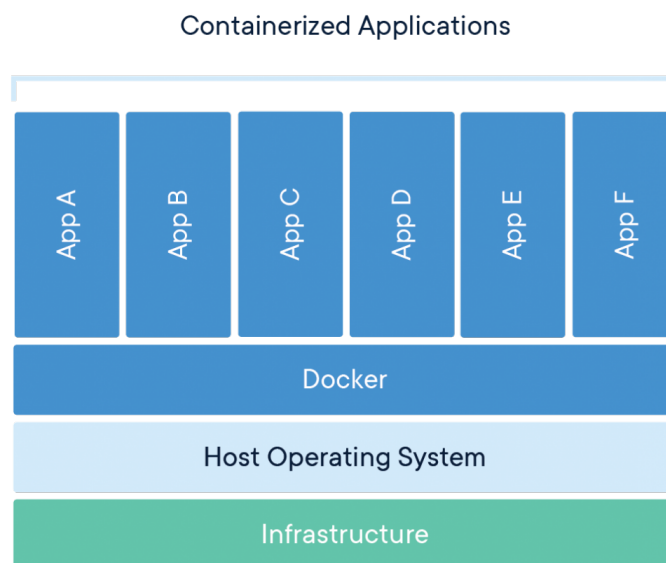 Containerized Applications
App A
App B
App C
App D
App E
App F
Docker
Host Operating System
Infrastructure